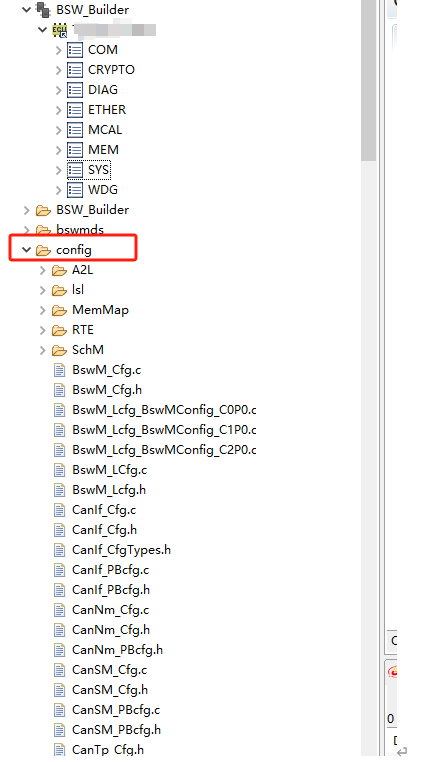 BSW_Builder
COM
CRYPTO
DIAG
ETHER
MCAL
MEM
SYS
WDG
BSW_Builder
bswmds
config
A2L
lsl
MemMap
RTE
SchM
BswM_Cfg.c
BswM_Cfg.h
BswM_Lcfg_BswMConfig_C0P0.c
BswM_Lcfg_BswMConfig_C1P0.c
BswM_Lcfg_BswMConfig_C2P0.c
BswM_LCfg.c
BswM_Lcfg.h
CanIf_Cfg.c
CanIf_Cfg.h
CanIf_CfgTypes.h
CanIf_PBcfg.c
CanIf_PBcfg.h
CanNm_Cfg.c
CanNm_Cfg.h
CanNm_PBcfg.h
CanSM_Cfg.c
CanSM_Cfg.h
CanSM_PBcfg.c
CanSM_PBcfg.h
CanTp_Cfg.h
0